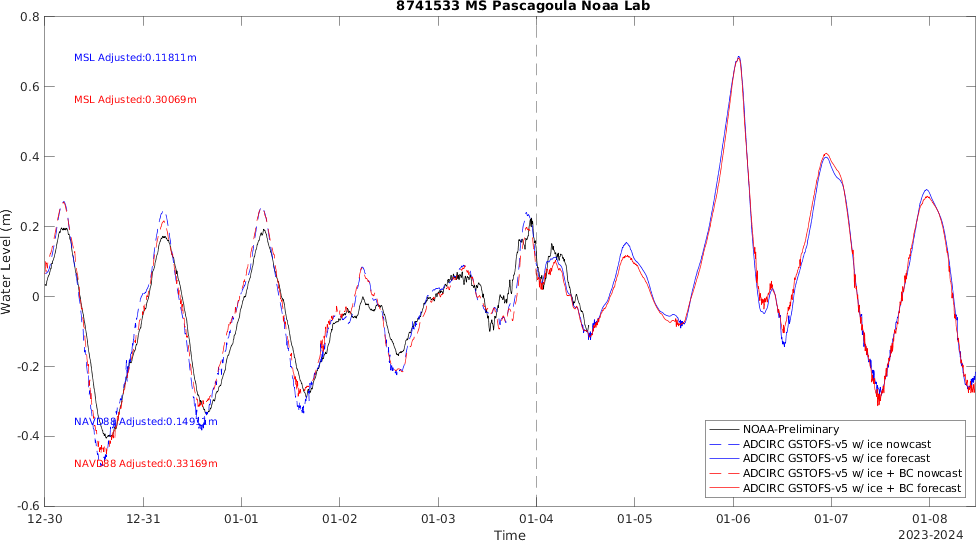 8741533 MS Pascagoula Noaa Lab
0.8
0.6
0.4
0.2
0
-0.2
-0.4
-0.6
Water Level (m)
MSL Adjusted:0.11811m
MSL Adjusted:0.30069m
NAVD88 Adjusted:0.14911m
NAVD88 Adjusted:0.33169m
NOAA-Preliminary
ADCIRC GSTOFS-v5 w/ ice nowcast
ADCIRC GSTOFS-v5 w/ ice forecast
ADCIRC GSTOFS-v5 w/ ice + BC nowcast
ADCIRC GSTOFS-v5 w/ ice + BC forecast
12-30 12-31 01-01 01-02 01-03 01-04 01-05 01-06 01-07 01-08
Time
2023-2024